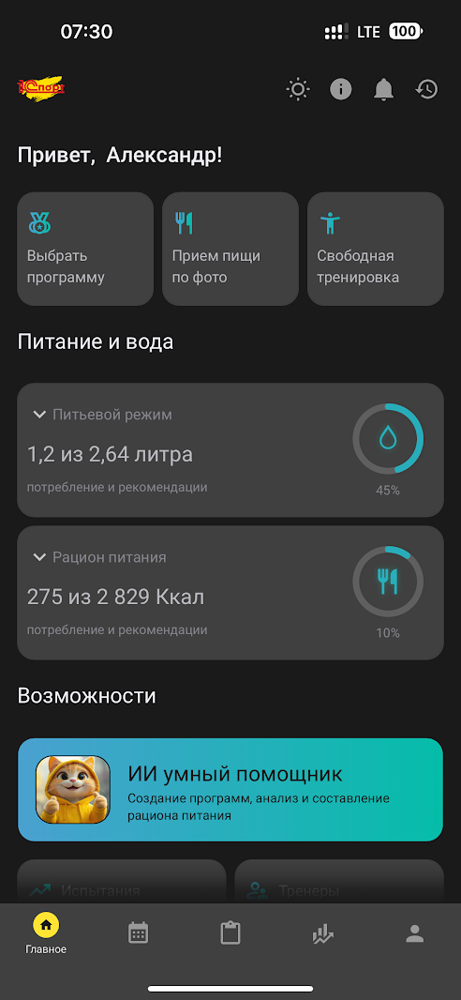 07:30
LTE
100
1Спорт
Привет, Александр!
Выбрать
программу
Прием пищи
по фото
Свободная
тренировка
Питание и вода
Питьевой режим
1,2 из 2,64 литра
потребление и рекомендации
45%
Рацион питания
275 из 2 829 Ккал
потребление и рекомендации
10%
Возможности
ИИ умный помощник
Создание программ, анализ и составление
рациона питания
Испытания
Тренеры
Главное